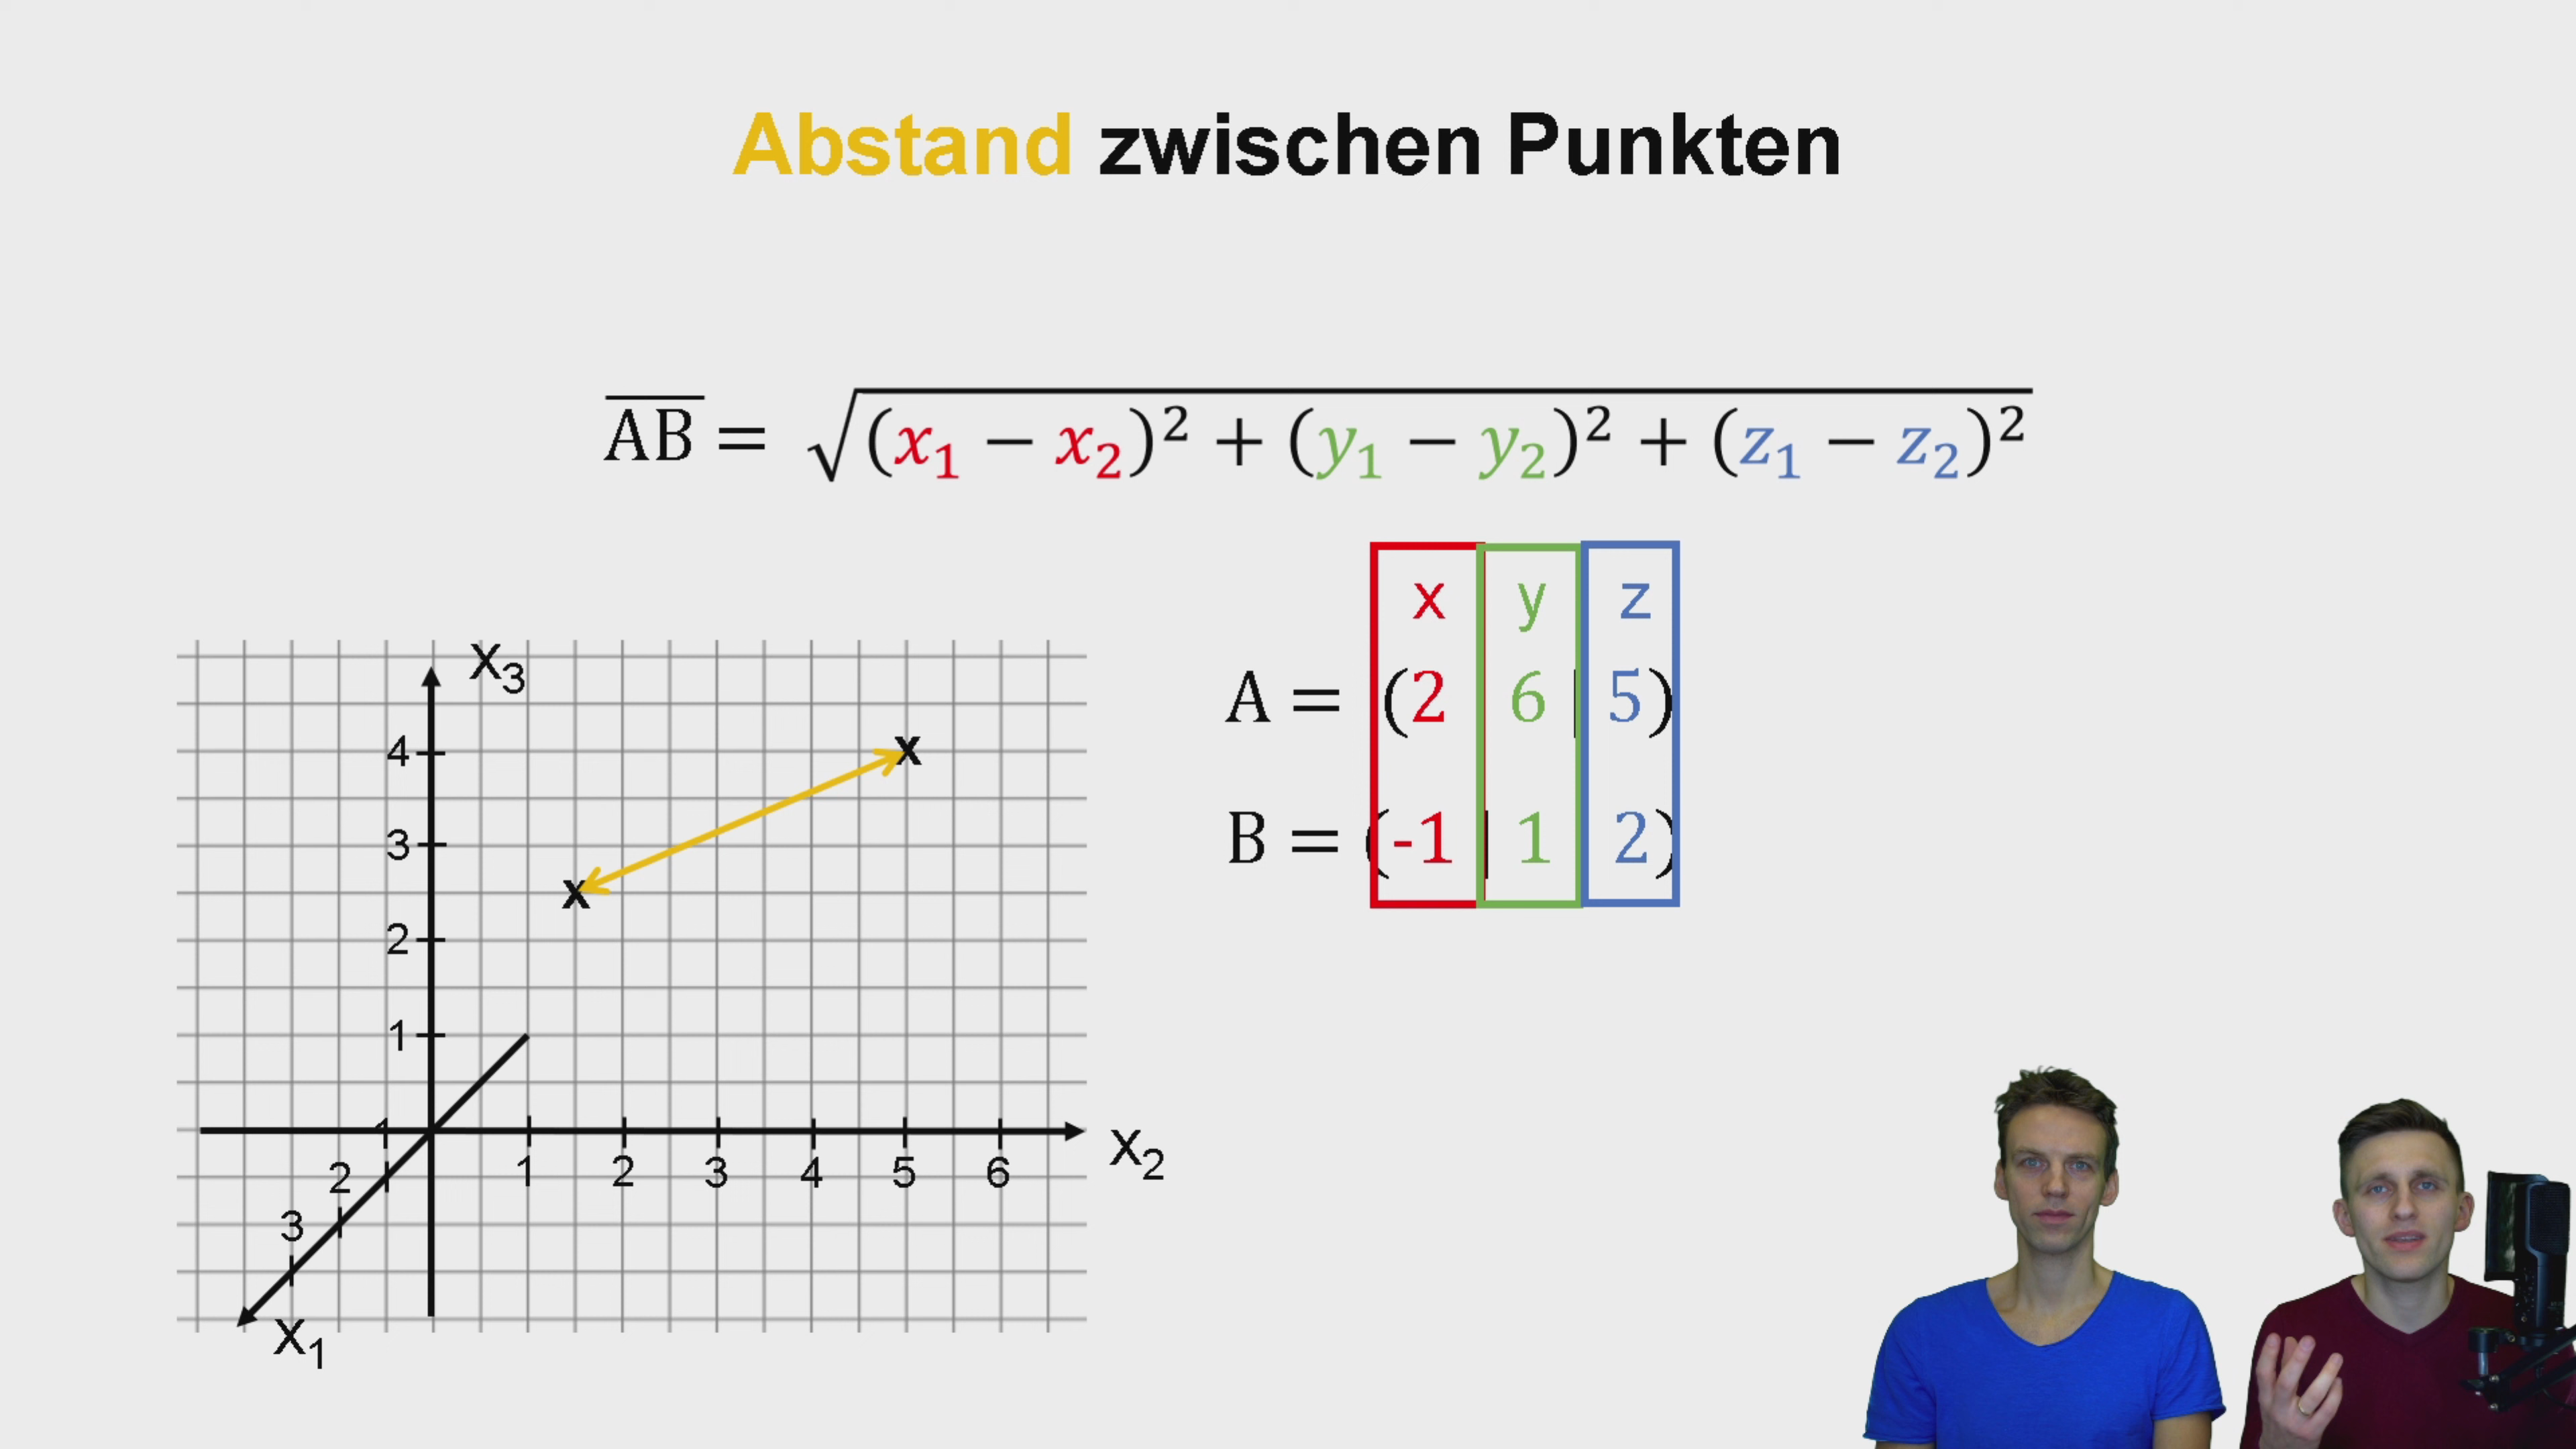 Abstand zwischen Punkten
AB = √(x₁ − x₂)² + (y₁ − y₂)² + (z₁ − z₂)²
x y z
A = (2 6 | 5)
B = (-1 | 1 2)
X₃
4
3
2
1
1
2
3
1 2 3 4 5 6
X₂
X₁